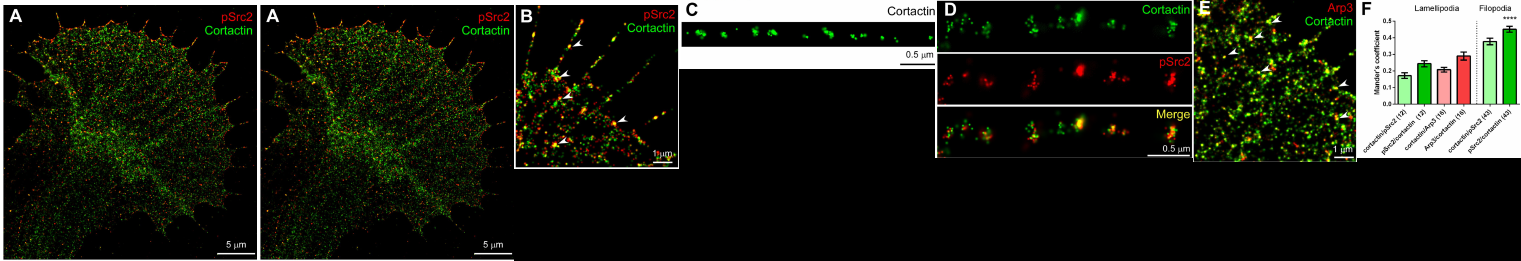 A
pSrc2
Cortactin
5 μm
A
pSrc2
Cortactin
5 μm
B
pSrc2
Cortactin
1 μm
C
Cortactin
0.5 μm
D
Cortactin
pSrc2
Merge
0.5 μm
E
Arp3
Cortactin
1 μm
F
Lamellipodia
Filopodia
****
Mander's coefficient
0.5
0.4
0.3
0.2
0.1
0.0
cortactin/pSrc2 (12)
pSrc2/cortactin (12)
cortactin/Arp3 (16)
Arp3/cortactin (16)
cortactin/pSrc2 (43)
pSrc2/cortactin (43)